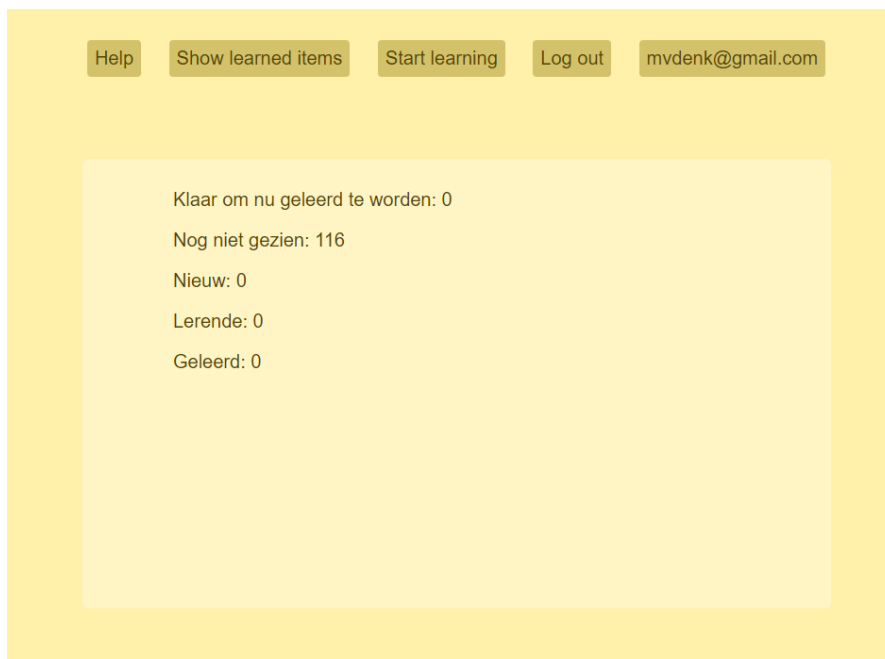 Help Show learned items Start learning Log out mvdenk@gmail.com
Klaar om nu geleerd te worden: 0
Nog niet gezien: 116
Nieuw: 0
Lerende: 0
Geleerd: 0